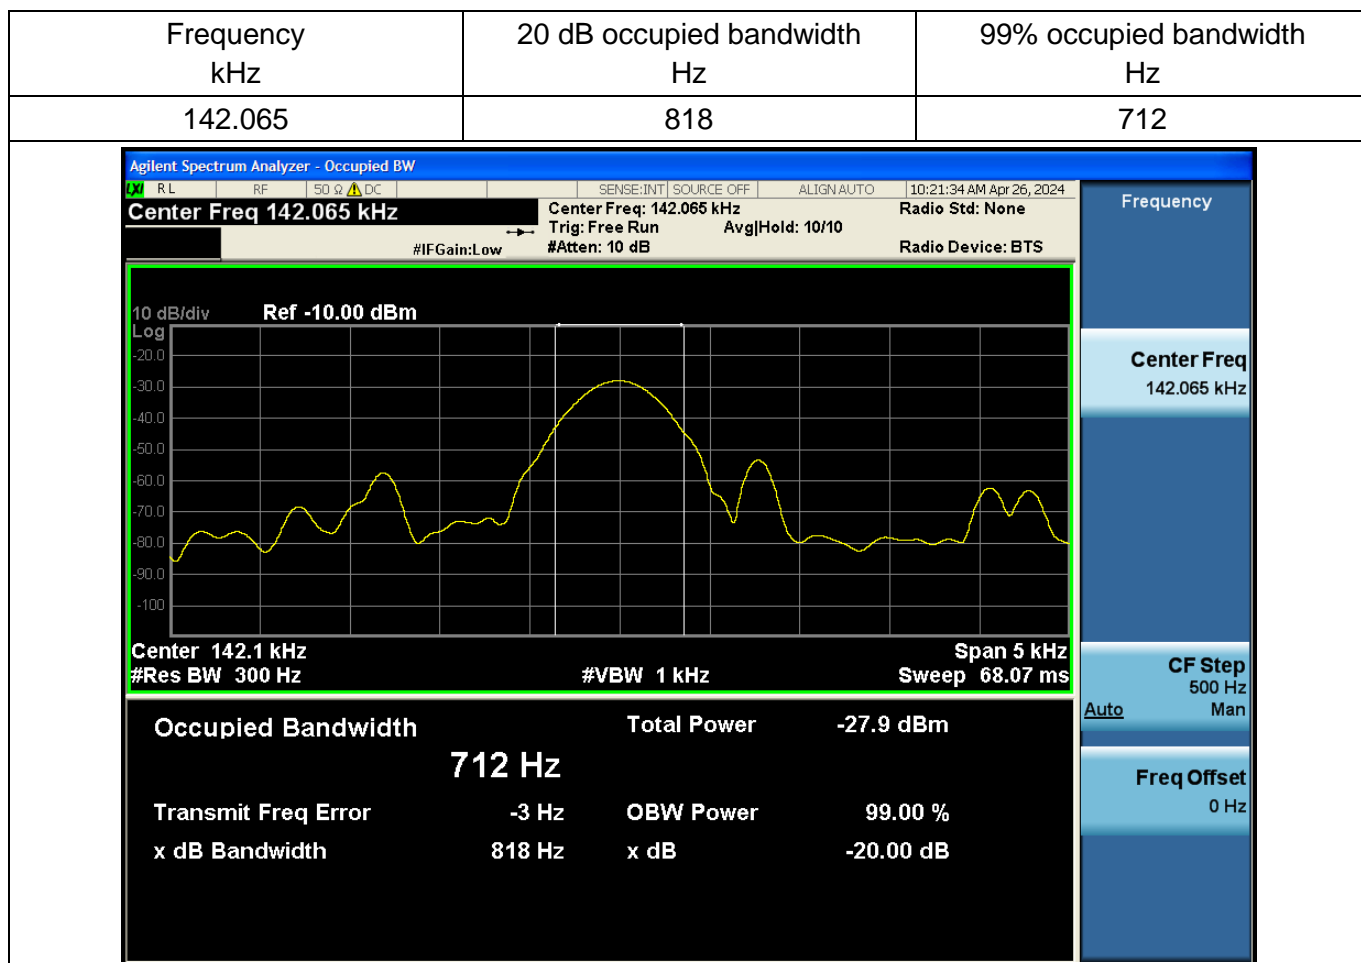 Frequency
kHz
20 dB occupied bandwidth
Hz
99% occupied bandwidth
Hz
142.065
818
712
Agilent Spectrum Analyzer - Occupied BW
LXI RL RF 50 Ω DC SENSE:INT SOURCE OFF ALIGN AUTO 10:21:34 AM Apr 26, 2024
Center Freq 142.065 kHz
Center Freq: 142.065 kHz
Radio Std: None
Trig: Free Run Avg|Hold: 10/10
#IFGain:Low
#Atten: 10 dB
Radio Device: BTS
10 dB/div Ref -10.00 dBm
Log
-20.0
-30.0
-40.0
-50.0
-60.0
-70.0
-80.0
-90.0
-100
Center 142.1 kHz Span 5 kHz
#Res BW 300 Hz #VBW 1 kHz Sweep 68.07 ms
Occupied Bandwidth Total Power -27.9 dBm
712 Hz
Transmit Freq Error -3 Hz OBW Power 99.00 %
x dB Bandwidth 818 Hz x dB -20.00 dB
Frequency
Center Freq
142.065 kHz
CF Step
500 Hz
Auto Man
Freq Offset
0 Hz